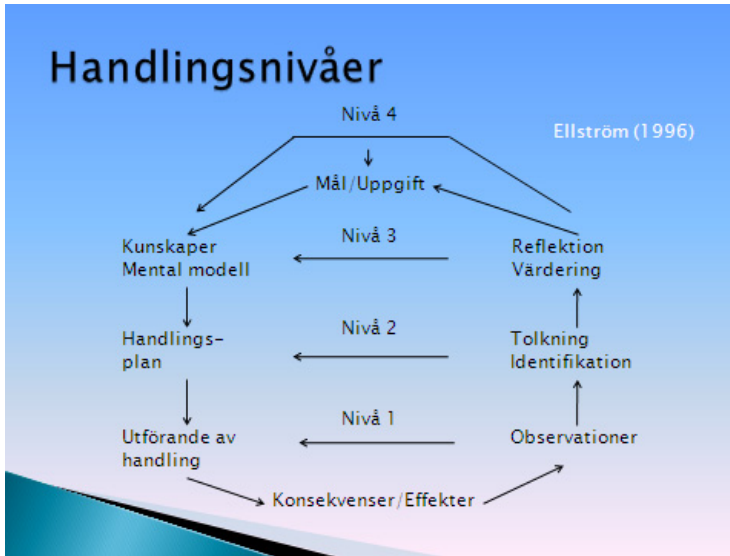 Handlingsnivåer
Nivå 4
Ellström (1996)
Mål/Uppgift
Nivå 3
Kunskaper
Mental modell
Reflektion
Värdering
Nivå 2
Handlings-
plan
Tolkning
Identifikation
Nivå 1
Utförande av
handling
Observationer
Konsekvenser/Effekter